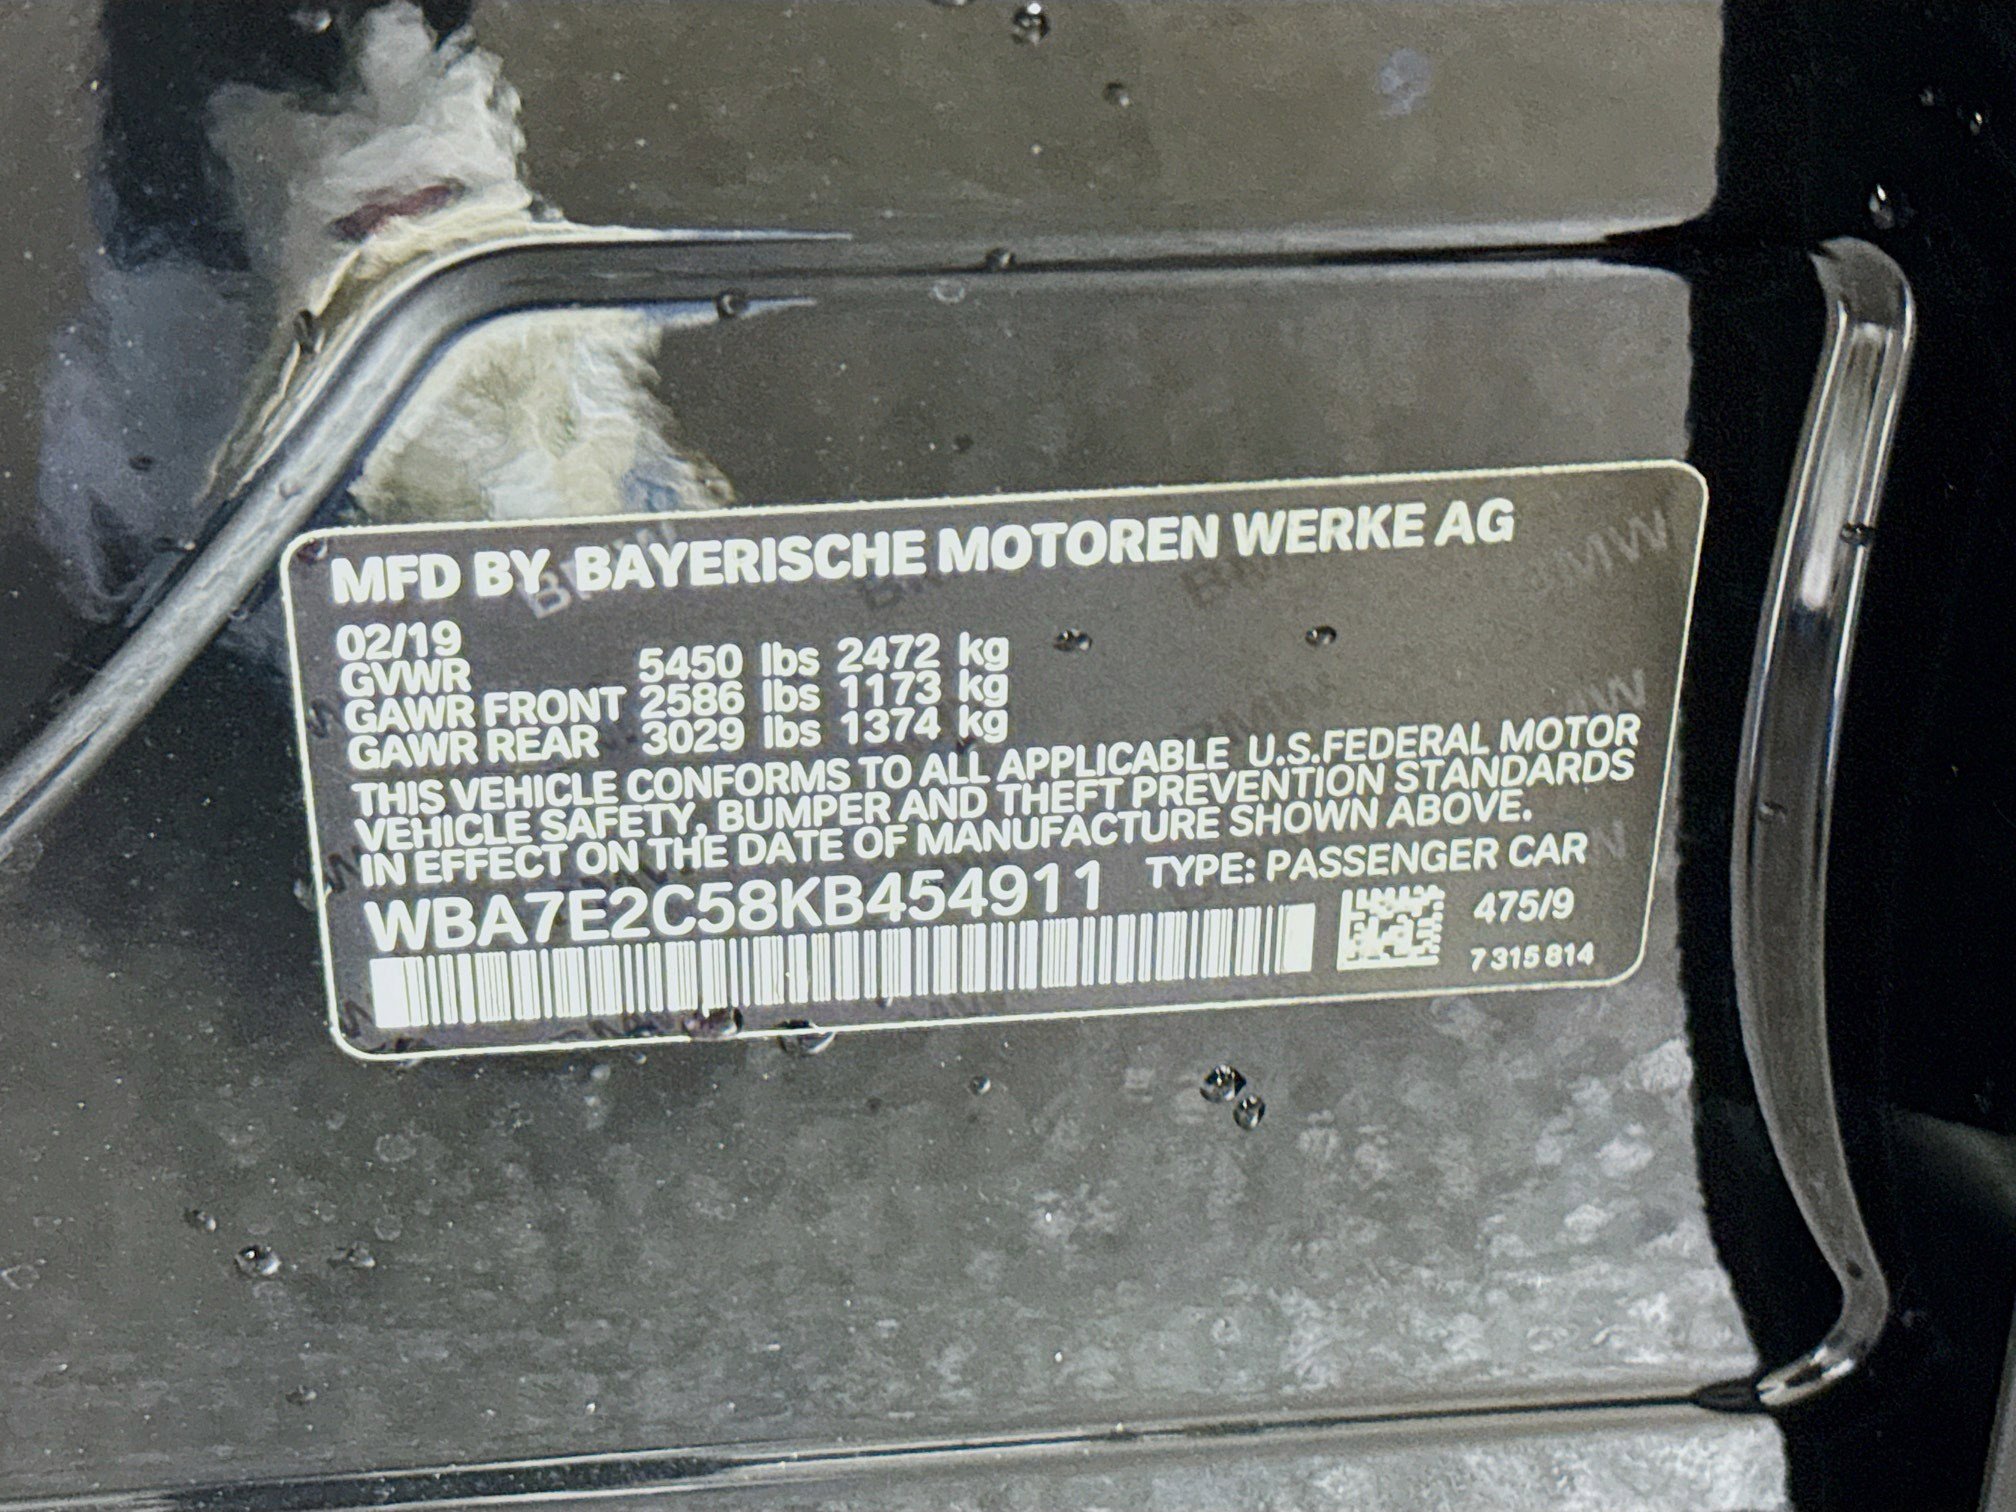 MFD BY BAYERISCHE MOTOREN WERKE AG
02/19
GVWR 5450 lbs 2472 kg
GAWR FRONT 2586 lbs 1173 kg
GAWR REAR 3029 lbs 1374 kg
THIS VEHICLE CONFORMS TO ALL APPLICABLE U.S.FEDERAL MOTOR
VEHICLE SAFETY, BUMPER AND THEFT PREVENTION STANDARDS
IN EFFECT ON THE DATE OF MANUFACTURE SHOWN ABOVE.
WBA7E2C58KB454911 TYPE: PASSENGER CAR
475/9
7 315 814